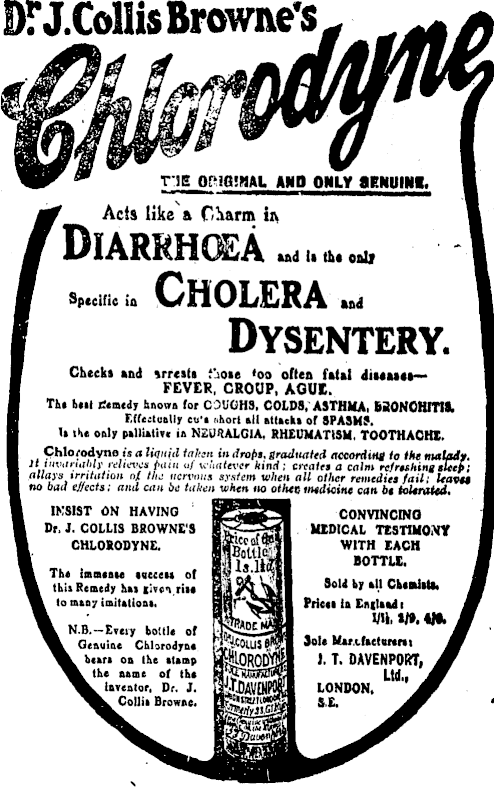 Dr. J. Collis Browne's
Chlorodyne
THE ORIGINAL AND ONLY GENUINE.
Acts like a Charm in
DIARRHŒA and is the only
Specific in CHOLERA and
DYSENTERY.
Checks and arrests those too often fatal diseases—
FEVER, CROUP, AGUE.
The best Remedy known for COUGHS, COLDS, ASTHMA, BRONCHITIS.
Effectually cuts short all attacks of SPASMS.
Is the only palliative in NEURALGIA, RHEUMATISM, TOOTHACHE.
Chlorodyne is a liquid taken in drops, graduated according to the malady.
It invariably relieves pain of whatever kind; creates a calm refreshing sleep;
allays irritation of the nervous system when all other remedies fail; leaves
no bad effects; and can be taken when no other medicine can be tolerated.
INSIST ON HAVING
Dr. J. COLLIS BROWNE'S
CHLORODYNE.
The immense success of
this Remedy has given rise
to many imitations.
N.B.—Every bottle of
Genuine Chlorodyne
bears on the stamp
the name of the
inventor, Dr. J.
Collis Browne.
Price of this
Bottle
1s. 1½d
TRADE MARK
DR J COLLIS BROWNE
CHLORODYNE
SOLE MANUFACTURER
J.T. DAVENPORT
CONVINCING
MEDICAL TESTIMONY
WITH EACH
BOTTLE.
Sold by all Chemists.
Prices in England:
1/1½, 2/9, 4/6.
Sole Manufacturers:
J. T. DAVENPORT,
Ltd.,
LONDON,
S.E.